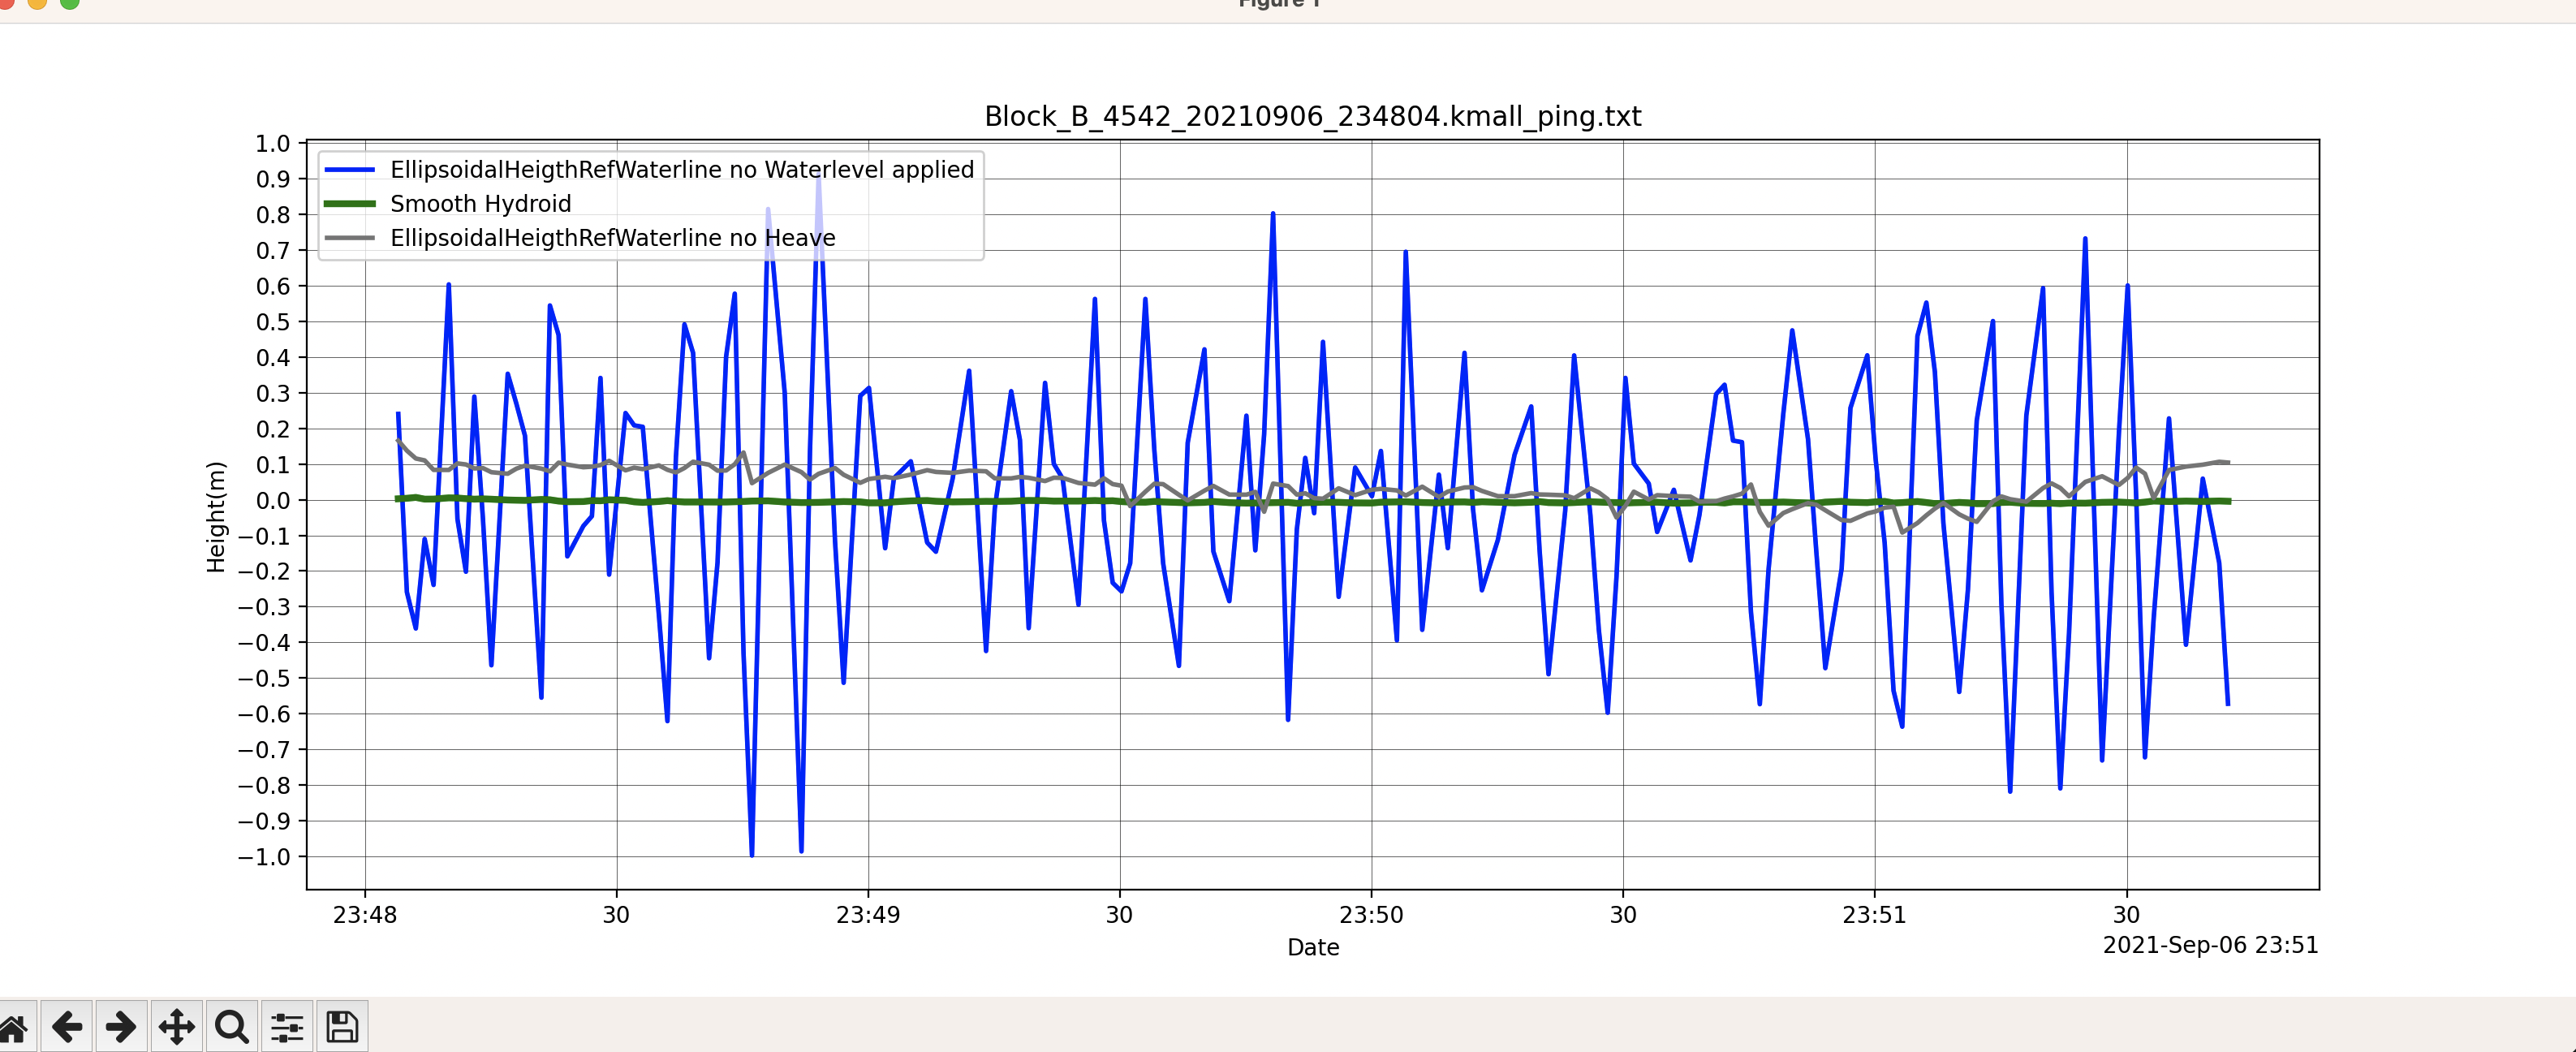 Figure 1
Block_B_4542_20210906_234804.kmall_ping.txt
EllipsoidalHeigthRefWaterline no Waterlevel applied
Smooth Hydroid
EllipsoidalHeigthRefWaterline no Heave
Height(m)
1.0
0.9
0.8
0.7
0.6
0.5
0.4
0.3
0.2
0.1
0.0
−0.1
−0.2
−0.3
−0.4
−0.5
−0.6
−0.7
−0.8
−0.9
−1.0
23:48 30 23:49 30 23:50 30 23:51 30
Date
2021-Sep-06 23:51